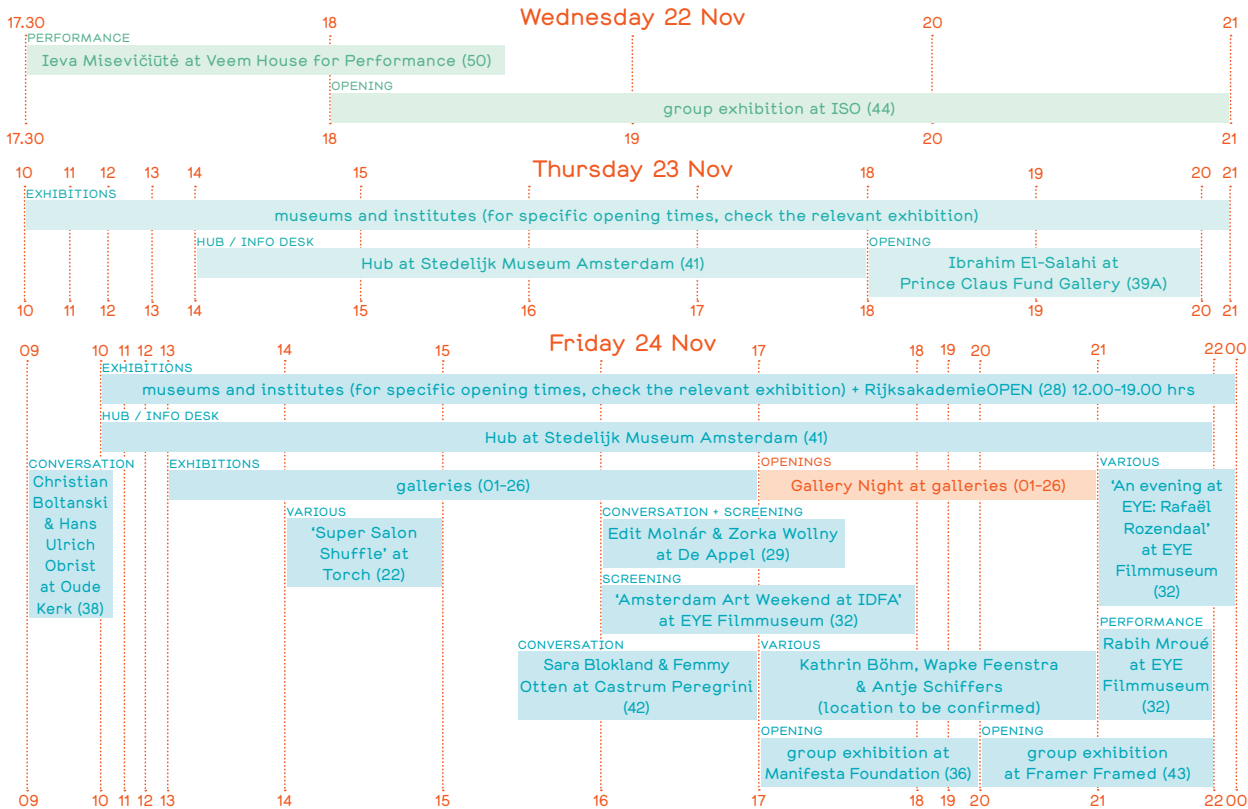 Wednesday 22 Nov
17.30 18 20 21
PERFORMANCE
Ieva Misevičiūtė at Veem House for Performance (50)
OPENING
group exhibition at ISO (44)
17.30 18 19 20 21
Thursday 23 Nov
10 11 12 13 14 15 18 19 20 21
EXHIBITIONS
museums and institutes (for specific opening times, check the relevant exhibition)
HUB / INFO DESK
Hub at Stedelijk Museum Amsterdam (41)
OPENING
Ibrahim El-Salahi at
Prince Claus Fund Gallery (39A)
10 11 12 13 14 15 16 17 18 19 20 21
Friday 24 Nov
09 10 11 12 13 14 15 17 18 19 20 21 22 00
EXHIBITIONS
museums and institutes (for specific opening times, check the relevant exhibition) + RijksakademieOPEN (28) 12.00-19.00 hrs
HUB / INFO DESK
Hub at Stedelijk Museum Amsterdam (41)
CONVERSATION
Christian
Boltanski
& Hans
Ulrich
Obrist
at Oude
Kerk (38)
EXHIBITIONS
galleries (01-26)
OPENINGS
Gallery Night at galleries (01-26)
VARIOUS
'An evening at
EYE: Rafaël
Rozendaal'
at EYE
Filmmuseum
(32)
VARIOUS
'Super Salon
Shuffle' at
Torch (22)
CONVERSATION + SCREENING
Edit Molnár & Zorka Wollny
at De Appel (29)
SCREENING
'Amsterdam Art Weekend at IDFA'
at EYE Filmmuseum (32)
PERFORMANCE
Rabih Mroué
at EYE
Filmmuseum
(32)
CONVERSATION
Sara Blokland & Femmy
Otten at Castrum Peregrini
(42)
VARIOUS
Kathrin Böhm, Wapke Feenstra
& Antje Schiffers
(location to be confirmed)
OPENING
group exhibition at
Manifesta Foundation (36)
OPENING
group exhibition
at Framer Framed (43)
09 10 11 12 13 14 15 16 17 18 19 20 21 22 00